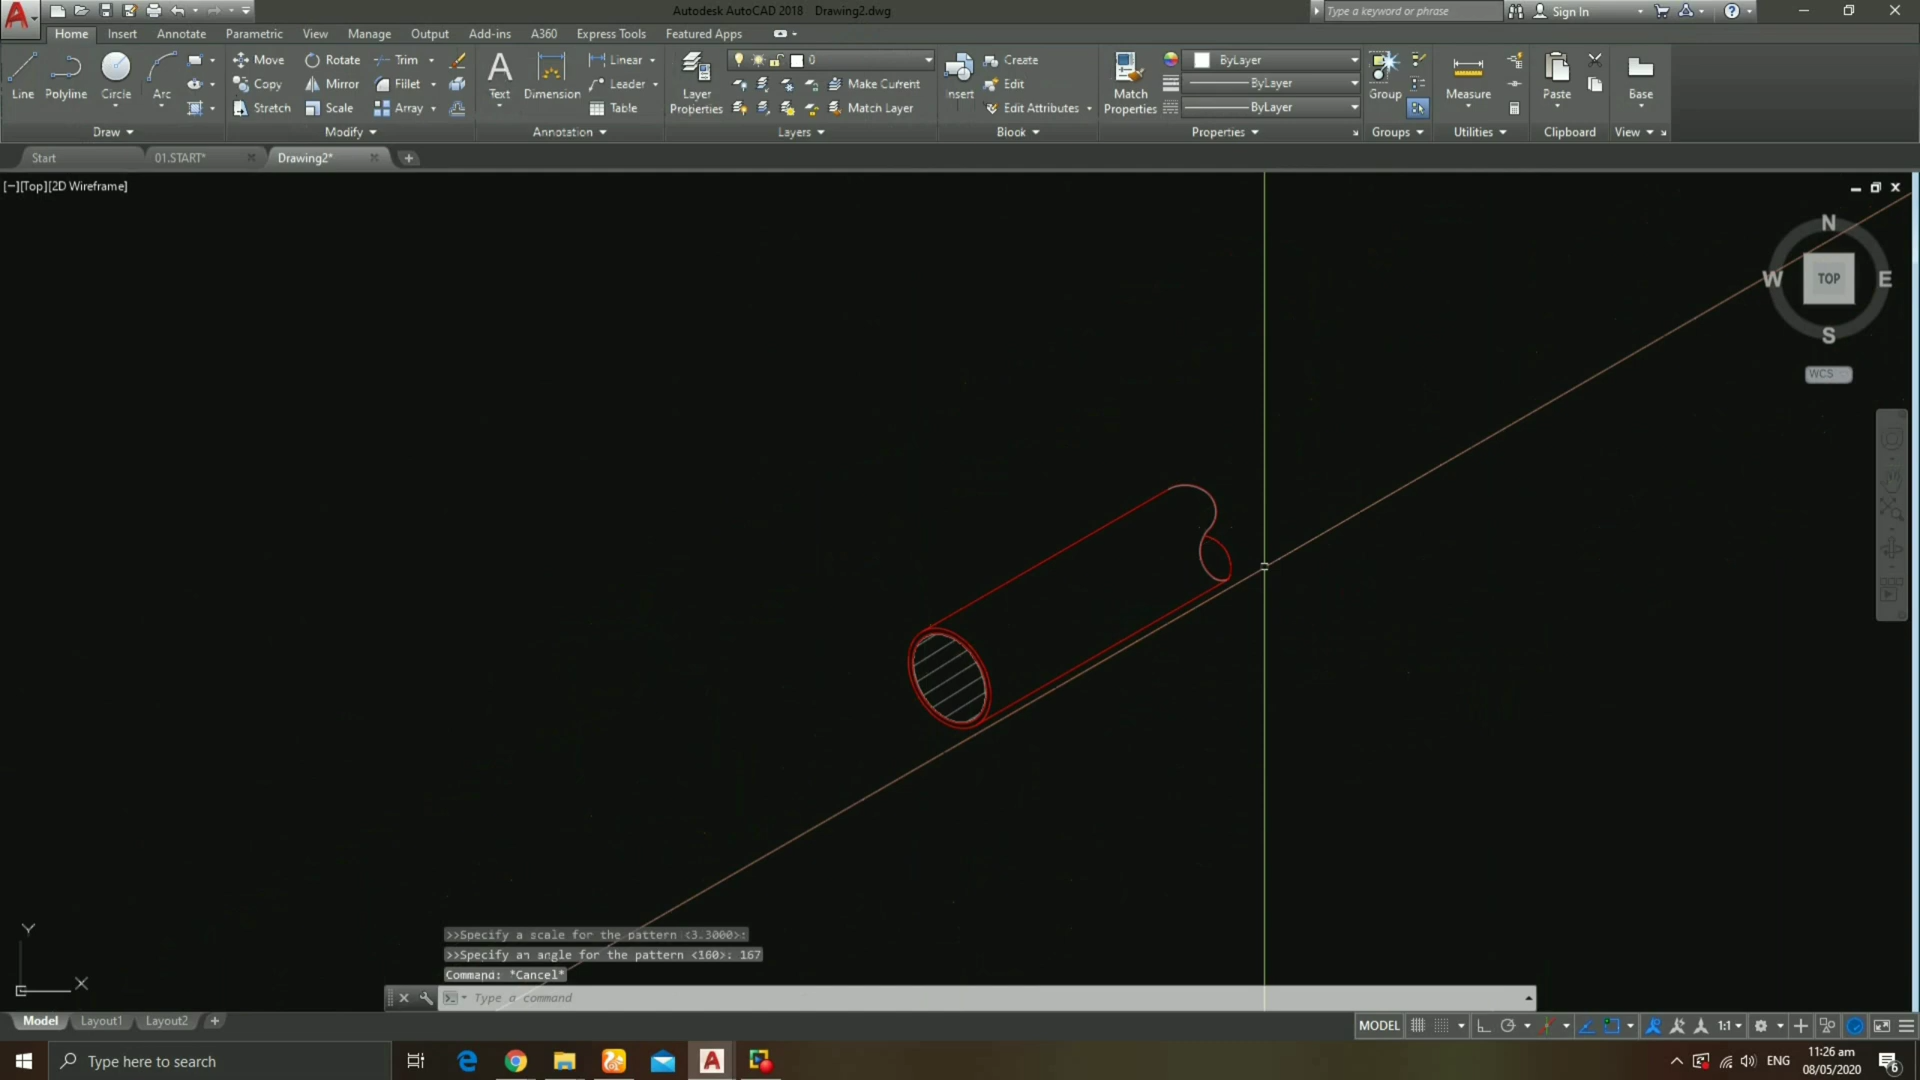 Autodesk AutoCAD 2018 Drawing2.dwg
Type a keyword or phrase
Sign In
Home Insert Annotate Parametric View Manage Output Add-ins A360 Express Tools Featured Apps
Line
Polyline
Circle
Arc
Draw
Move
Rotate
Trim
Copy
Mirror
Fillet
Stretch
Scale
Array
Modify
Text
Dimension
Linear
Leader
Table
Annotation
Layer
Properties
0
Make Current
Match Layer
Layers
Insert
Create
Edit
Edit Attributes
Block
Match
Properties
ByLayer
ByLayer
ByLayer
Properties
Group
Groups
Measure
Utilities
Paste
Clipboard
Base
View
Start 01.START* Drawing2*
[−][Top][2D Wireframe]
N
W TOP E
S
WCS
Y
X
>>Specify a scale for the pattern <3.3000>:
>>Specify an angle for the pattern <160>: 167
Command: *Cancel*
Type a command
Model Layout1 Layout2
MODEL
1:1
Type here to search
ENG
11:26 am
08/05/2020
6